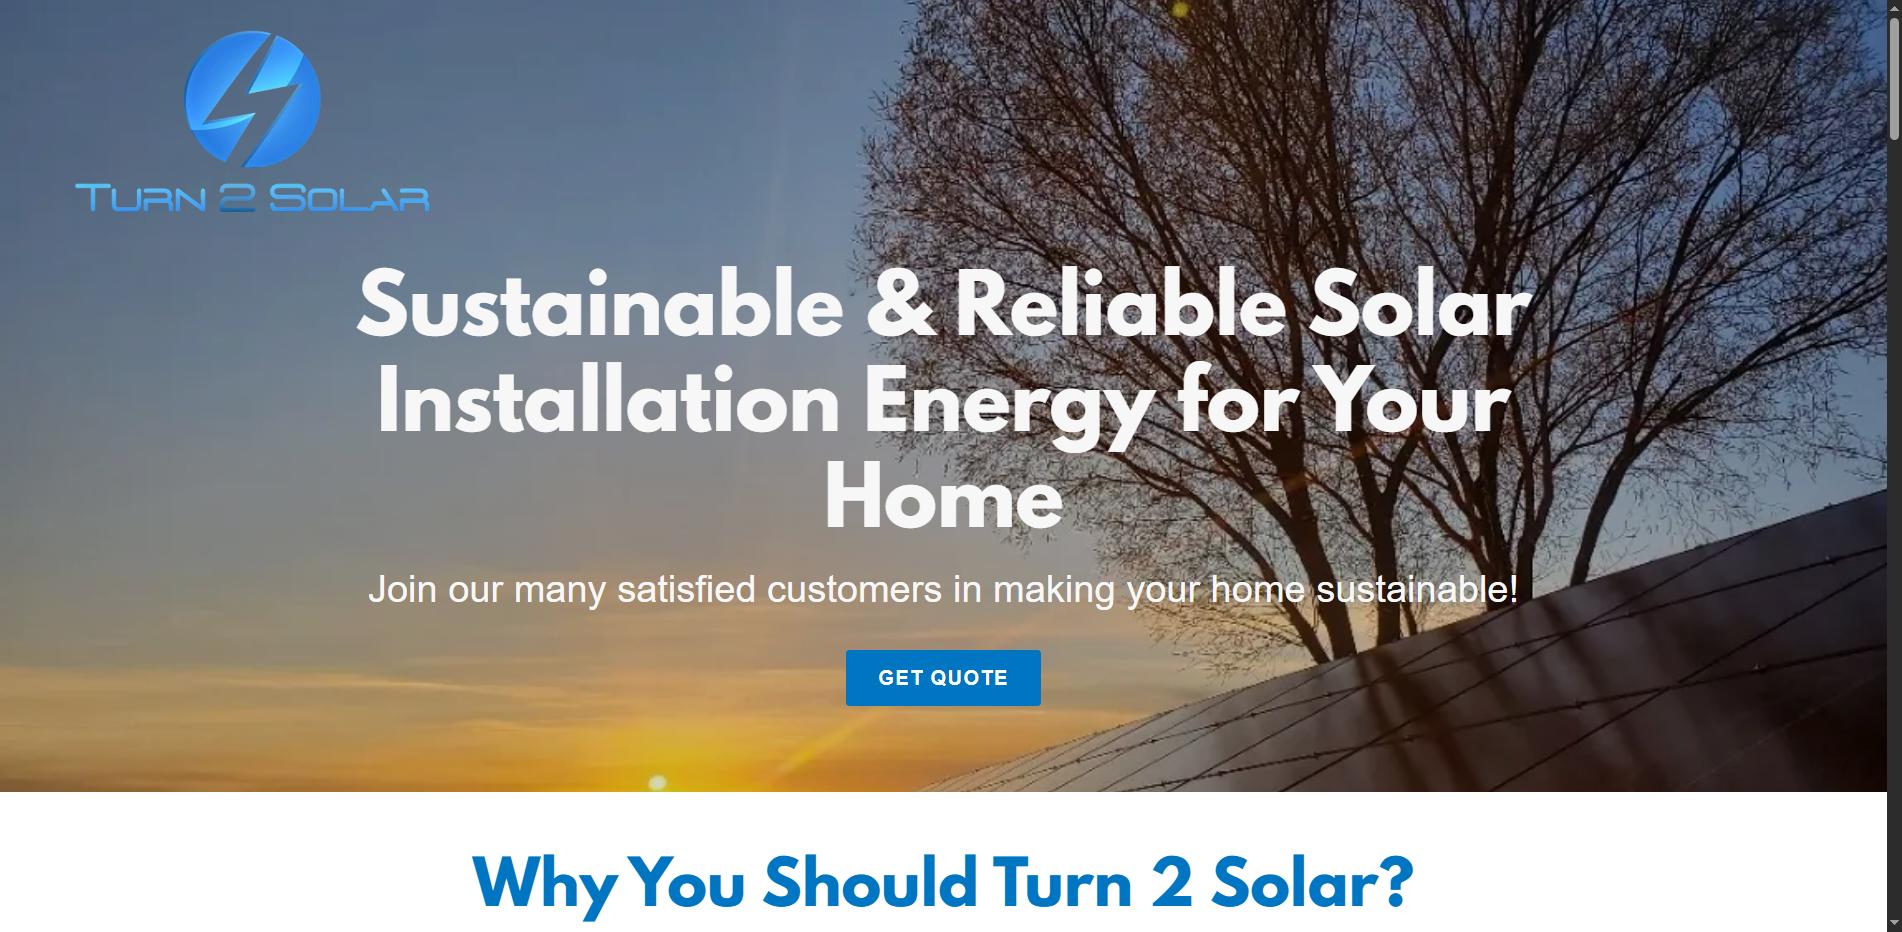 Turn 2 Solar
Sustainable & Reliable Solar
Installation Energy for Your
Home
Join our many satisfied customers in making your home sustainable!
GET QUOTE
Why You Should Turn 2 Solar?